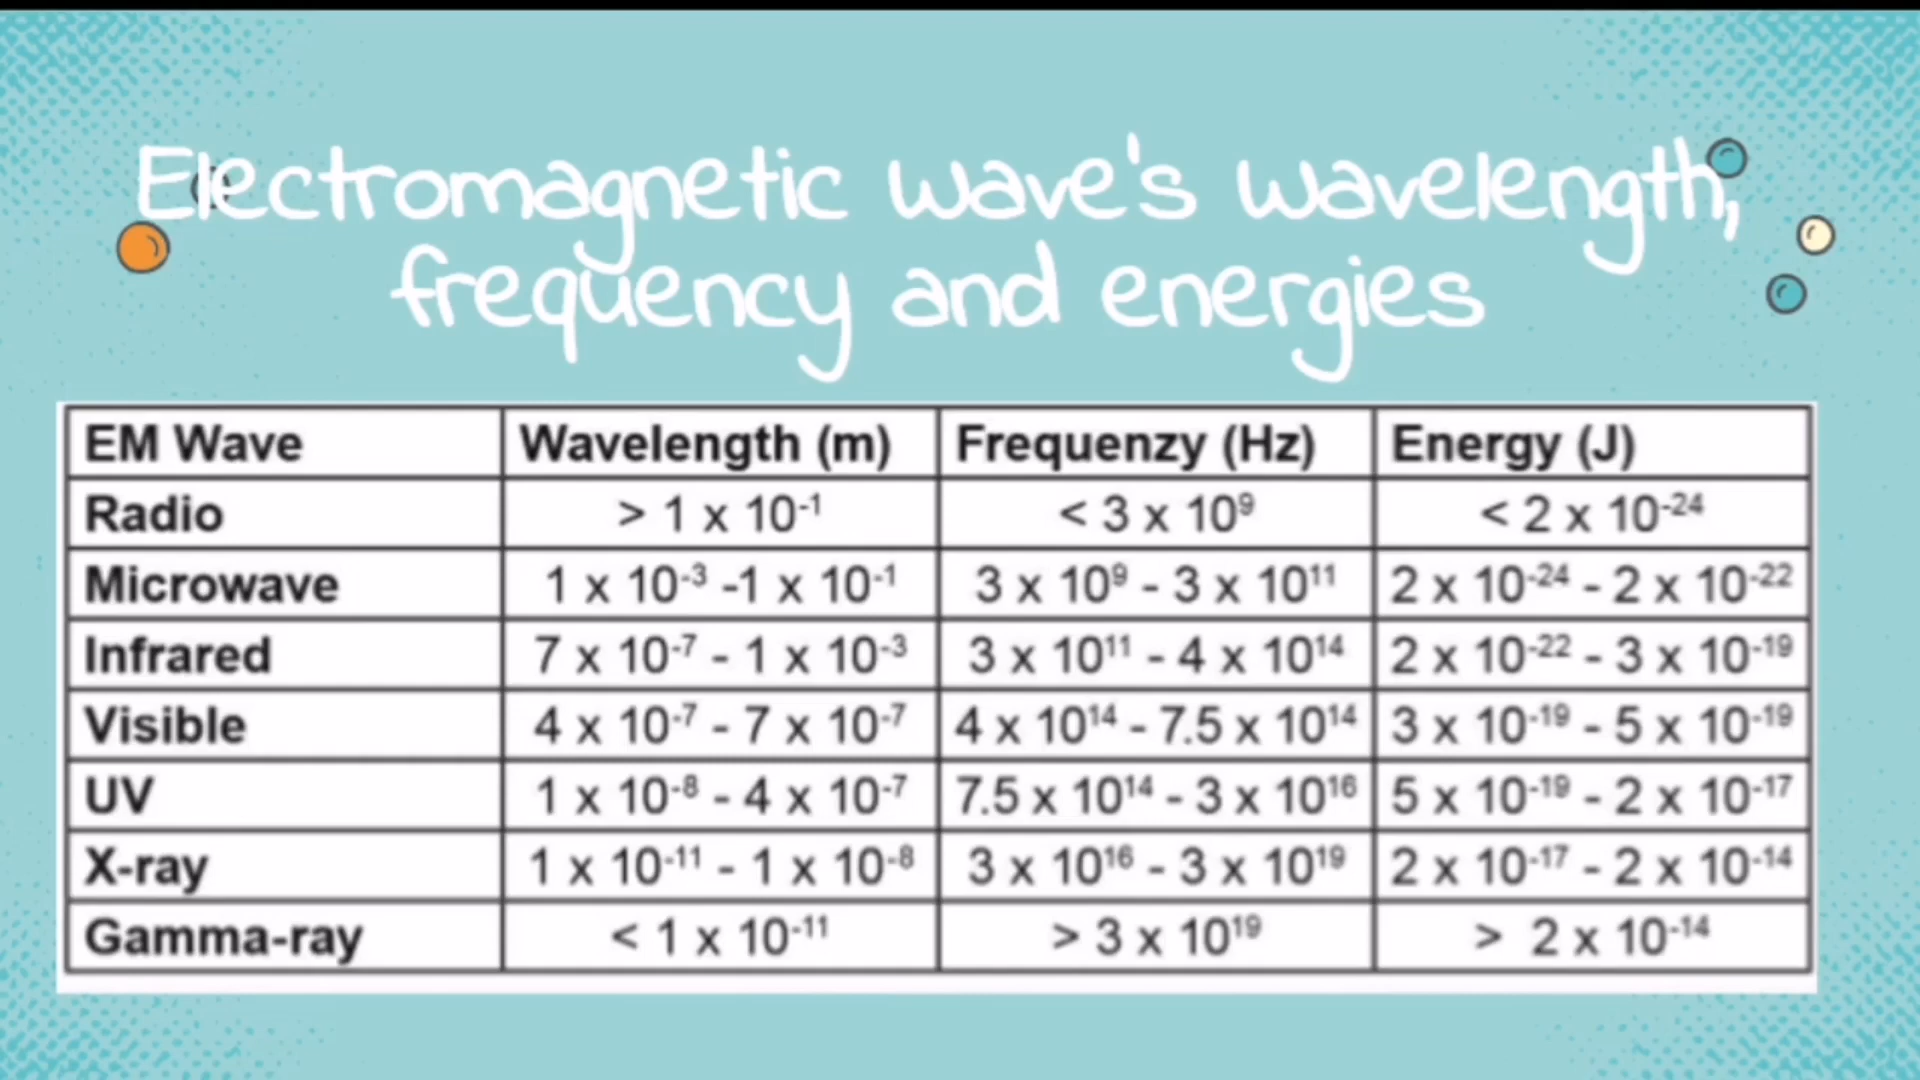 Electromagnetic wave's wavelength,
frequency and energies
EM Wave Wavelength (m) Frequenzy (Hz) Energy (J)
Radio > 1 x 10⁻¹ < 3 x 10⁹ < 2 x 10⁻²⁴
Microwave 1 x 10⁻³ -1 x 10⁻¹ 3 x 10⁹ - 3 x 10¹¹ 2 x 10⁻²⁴ - 2 x 10⁻²²
Infrared 7 x 10⁻⁷ - 1 x 10⁻³ 3 x 10¹¹ - 4 x 10¹⁴ 2 x 10⁻²² - 3 x 10⁻¹⁹
Visible 4 x 10⁻⁷ - 7 x 10⁻⁷ 4 x 10¹⁴ - 7.5 x 10¹⁴ 3 x 10⁻¹⁹ - 5 x 10⁻¹⁹
UV 1 x 10⁻⁸ - 4 x 10⁻⁷ 7.5 x 10¹⁴ - 3 x 10¹⁶ 5 x 10⁻¹⁹ - 2 x 10⁻¹⁷
X-ray 1 x 10⁻¹¹ - 1 x 10⁻⁸ 3 x 10¹⁶ - 3 x 10¹⁹ 2 x 10⁻¹⁷ - 2 x 10⁻¹⁴
Gamma-ray < 1 x 10⁻¹¹ > 3 x 10¹⁹ > 2 x 10⁻¹⁴